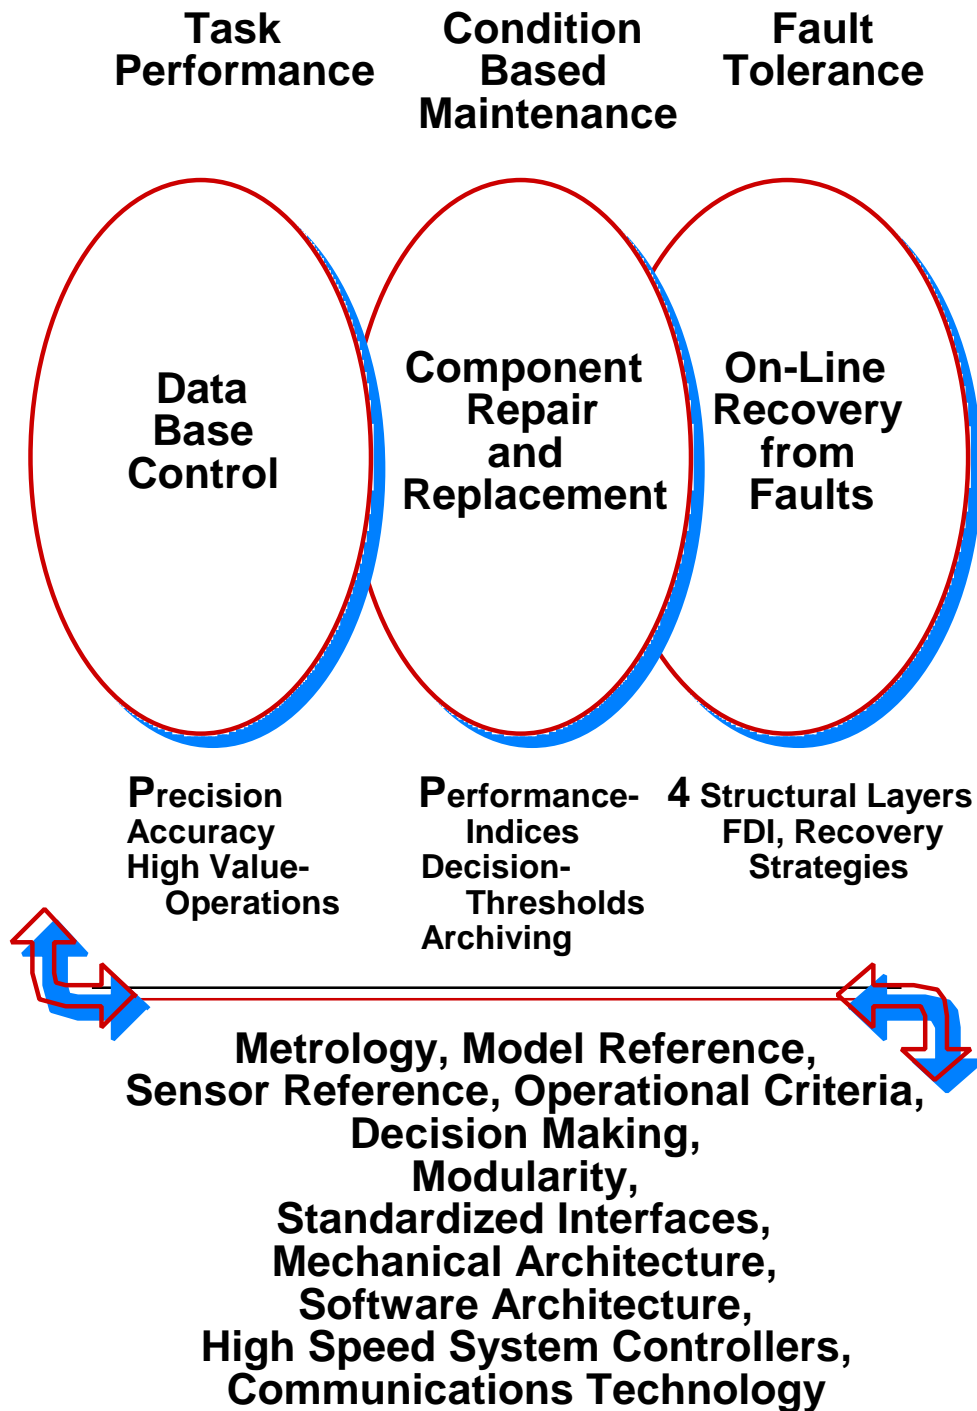 Task
Performance
Condition
Based
Maintenance
Fault
Tolerance
Data
Base
Control
Component
Repair
and
Replacement
On-Line
Recovery
from
Faults
Precision
Accuracy
High Value-
Operations
Performance-
Indices
Decision-
Thresholds
Archiving
4 Structural Layers
FDI, Recovery
Strategies
Metrology, Model Reference,
Sensor Reference, Operational Criteria,
Decision Making,
Modularity,
Standardized Interfaces,
Mechanical Architecture,
Software Architecture,
High Speed System Controllers,
Communications Technology